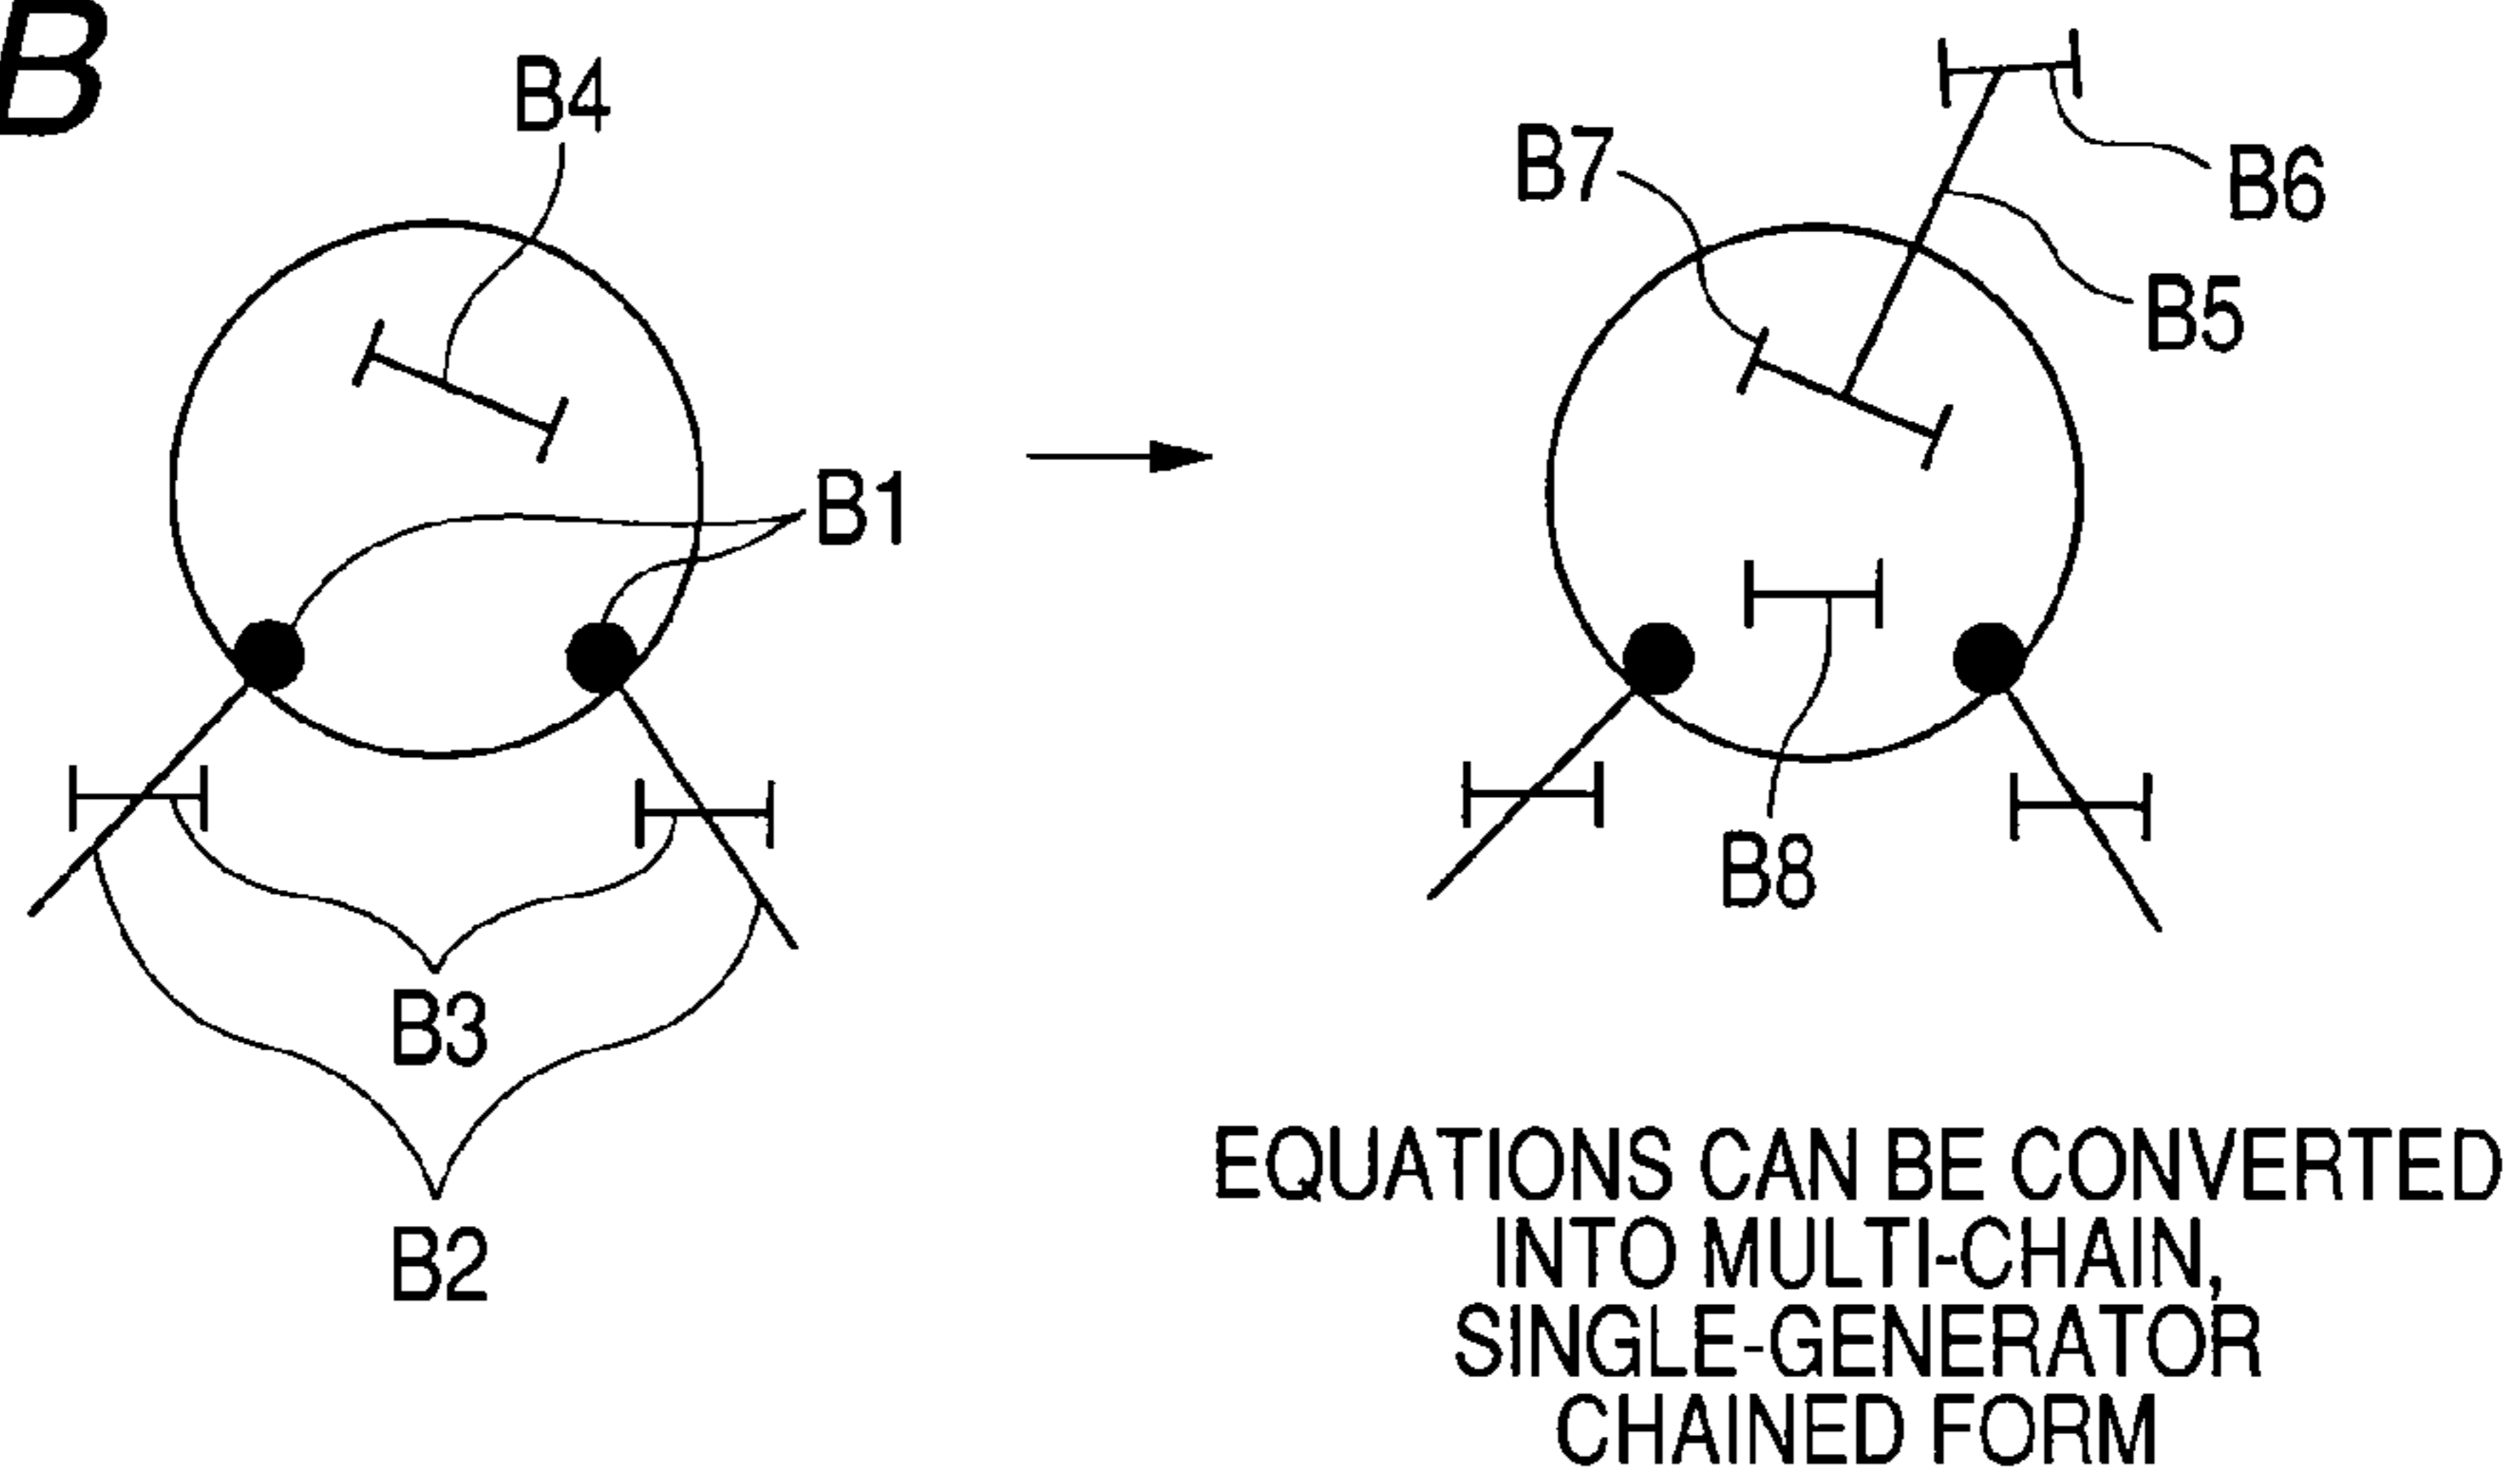 B
B4
B7
B6
B5
B1
B8
B3
B2
EQUATIONS CAN BE CONVERTED
INTO MULTI-CHAIN,
SINGLE-GENERATOR
CHAINED FORM